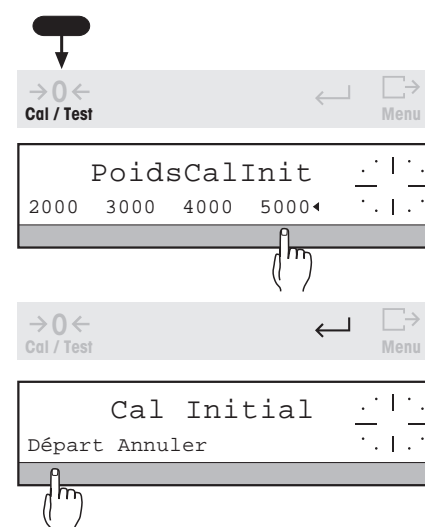 →0←
Cal / Test
Menu
PoidsCalInit
2000 3000 4000 5000
→0←
Cal / Test
Menu
Cal Initial
Départ Annuler